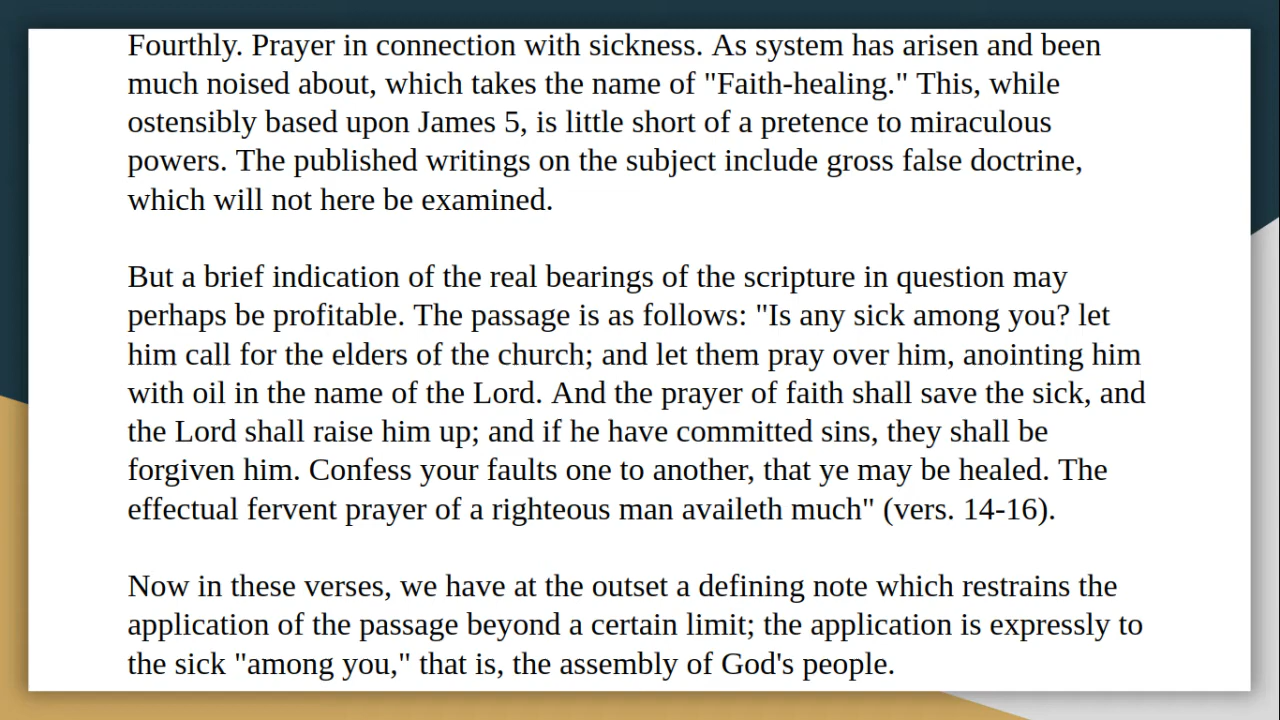 Fourthly. Prayer in connection with sickness. As system has arisen and been
much noised about, which takes the name of "Faith-healing." This, while
ostensibly based upon James 5, is little short of a pretence to miraculous
powers. The published writings on the subject include gross false doctrine,
which will not here be examined.
But a brief indication of the real bearings of the scripture in question may
perhaps be profitable. The passage is as follows: "Is any sick among you? let
him call for the elders of the church; and let them pray over him, anointing him
with oil in the name of the Lord. And the prayer of faith shall save the sick, and
the Lord shall raise him up; and if he have committed sins, they shall be
forgiven him. Confess your faults one to another, that ye may be healed. The
effectual fervent prayer of a righteous man availeth much" (vers. 14-16).
Now in these verses, we have at the outset a defining note which restrains the
application of the passage beyond a certain limit; the application is expressly to
the sick "among you," that is, the assembly of God's people.